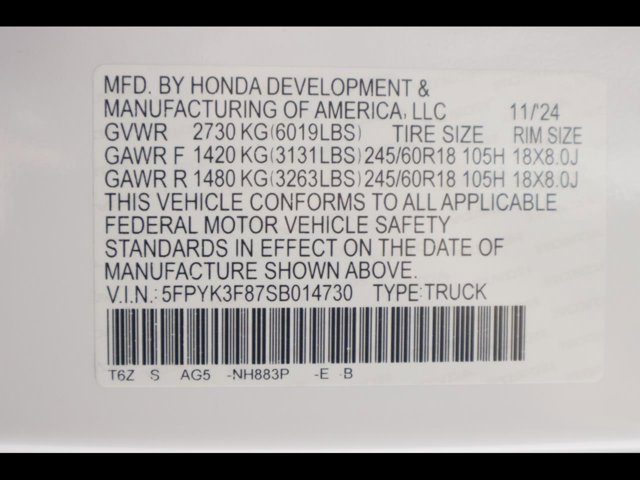 MFD. BY HONDA DEVELOPMENT &
MANUFACTURING OF AMERICA, LLC 11/'24
GVWR 2730 KG(6019LBS) TIRE SIZE RIM SIZE
GAWR F 1420 KG(3131LBS) 245/60R18 105H 18X8.0J
GAWR R 1480 KG(3263LBS) 245/60R18 105H 18X8.0J
THIS VEHICLE CONFORMS TO ALL APPLICABLE
FEDERAL MOTOR VEHICLE SAFETY
STANDARDS IN EFFECT ON THE DATE OF
MANUFACTURE SHOWN ABOVE.
V.I.N.: 5FPYK3F87SB014730 TYPE:TRUCK
T6Z S AG5 -NH883P -E -B